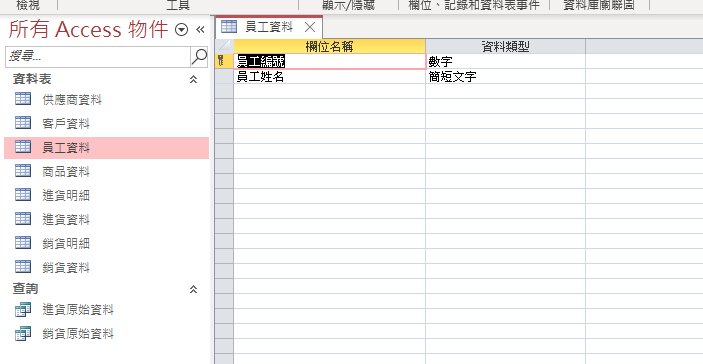 檢視 工具 顯示/隱藏 欄位、記錄和資料表事件 資料庫關聯圖
所有 Access 物件
搜尋...
資料表
供應商資料
客戶資料
員工資料
商品資料
進貨明細
進貨資料
銷貨明細
銷貨資料
查詢
進貨原始資料
銷貨原始資料
員工資料
欄位名稱 資料類型
員工編號 數字
員工姓名 簡短文字